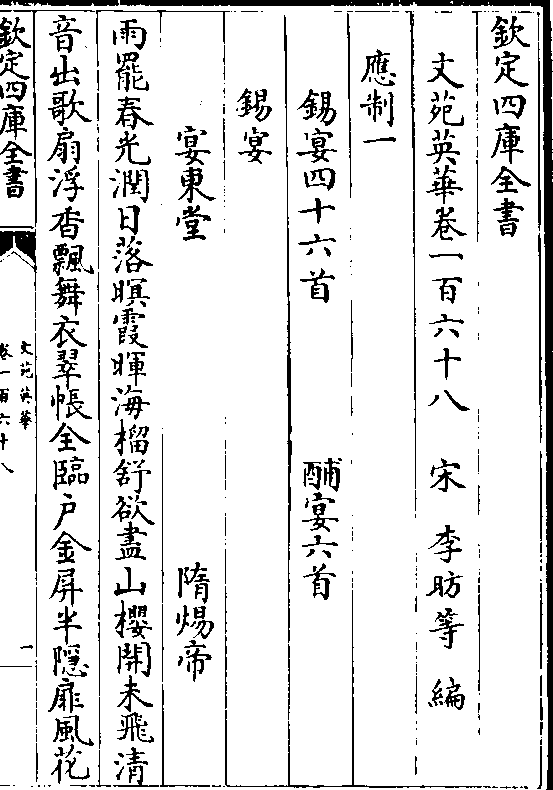 欽定四庫全書
文苑英華卷一百六十八 宋 李昉等 編
應制一
錫宴四十六首 酺宴六首
錫宴
宴東堂 隋煬帝
雨罷春光潤日落暝霞暉海榴舒欲盡山櫻開未飛清
音出歌扇浮香飄舞衣翠帳全臨户金屏半隱扉風花
欽定四庫全書
文苑英華
卷一百六十八
一